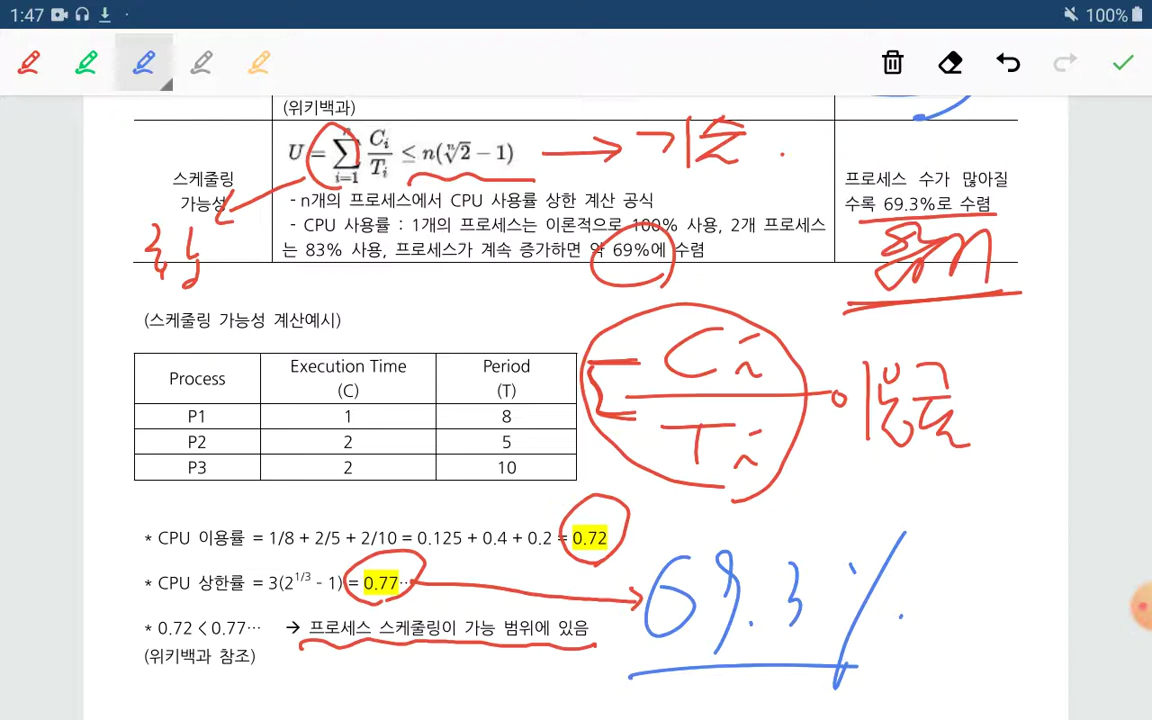 1:47
100%
(위키백과)
스케줄링
가능성
U = ∑ i=1 n Ci/Ti ≤ n(ⁿ√2 − 1)
→ 기준
- n개의 프로세스에서 CPU 사용률 상한 계산 공식
- CPU 사용률 : 1개의 프로세스는 이론적으로 100% 사용, 2개 프로세스
는 83% 사용, 프로세스가 계속 증가하면 약 69%에 수렴
프로세스 수가 많아질
수록 69.3%로 수렴
(스케줄링 가능성 계산예시)
Process Execution Time (C) Period (T)
P1 1 8
P2 2 5
P3 2 10
Ci
Ti
* CPU 이용률 = 1/8 + 2/5 + 2/10 = 0.125 + 0.4 + 0.2 = 0.72
* CPU 상한률 = 3(2^1/3 - 1) = 0.77…
69.3%
* 0.72 < 0.77… → 프로세스 스케줄링이 가능 범위에 있음
(위키백과 참조)